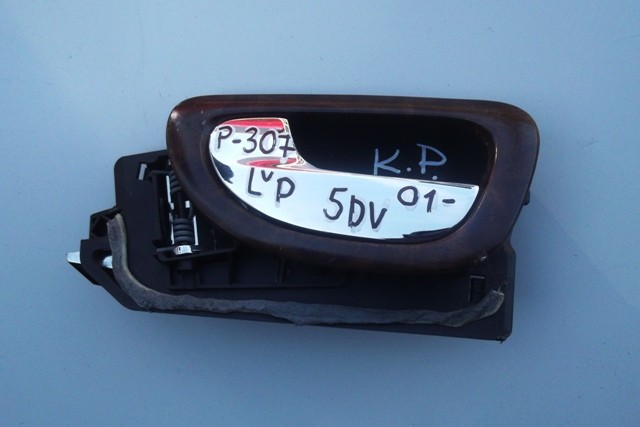 P-307
K.P.
LvP
5DV
01-